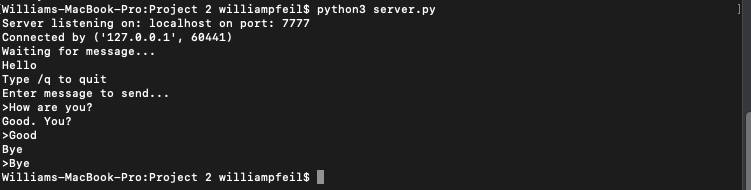 Williams-MacBook-Pro:Project 2 williampfeil$ python3 server.py ]
Server listening on: localhost on port: 7777
Connected by ('127.0.0.1', 60441)
Waiting for message...
Hello
Type /q to quit
Enter message to send...
>How are you?
Good. You?
>Good
Bye
>Bye
Williams-MacBook-Pro:Project 2 williampfeil$